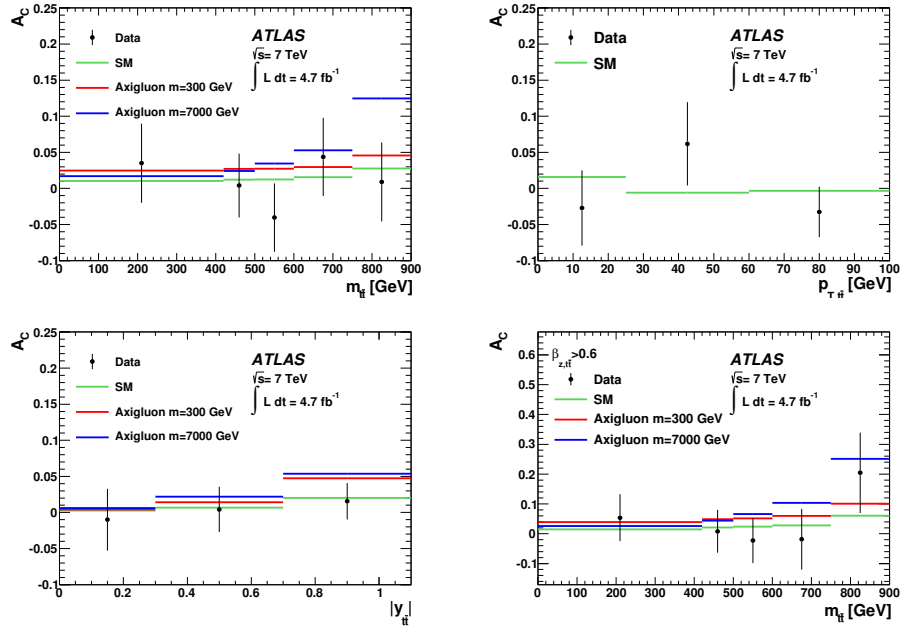 A_C
0.25
0.2
0.15
0.1
0.05
0
-0.05
-0.1
Data
SM
Axigluon m=300 GeV
Axigluon m=7000 GeV
ATLAS
√s= 7 TeV
∫ L dt = 4.7 fb⁻¹
0 100 200 300 400 500 600 700 800 900
m_tt̄ [GeV]
A_C
0.25
0.2
0.15
0.1
0.05
0
-0.05
-0.1
Data
SM
ATLAS
√s= 7 TeV
∫ L dt = 4.7 fb⁻¹
0 10 20 30 40 50 60 70 80 90 100
p_T,tt̄ [GeV]
A_C
0.25
0.2
0.15
0.1
0.05
0
-0.05
-0.1
Data
SM
Axigluon m=300 GeV
Axigluon m=7000 GeV
ATLAS
√s= 7 TeV
∫ L dt = 4.7 fb⁻¹
0 0.2 0.4 0.6 0.8 1
|y_tt̄|
A_C
0.6
0.5
0.4
0.3
0.2
0.1
0
-0.1
β_z,tt̄>0.6
Data
SM
Axigluon m=300 GeV
Axigluon m=7000 GeV
ATLAS
√s= 7 TeV
∫ L dt = 4.7 fb⁻¹
0 100 200 300 400 500 600 700 800 900
m_tt̄ [GeV]